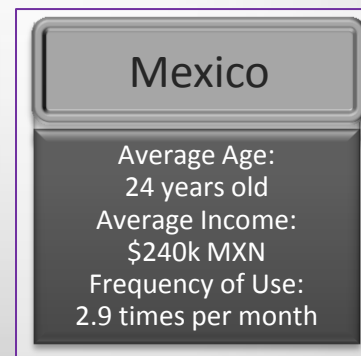 Mexico
Average Age:
24 years old
Average Income:
$240k MXN
Frequency of Use:
2.9 times per month